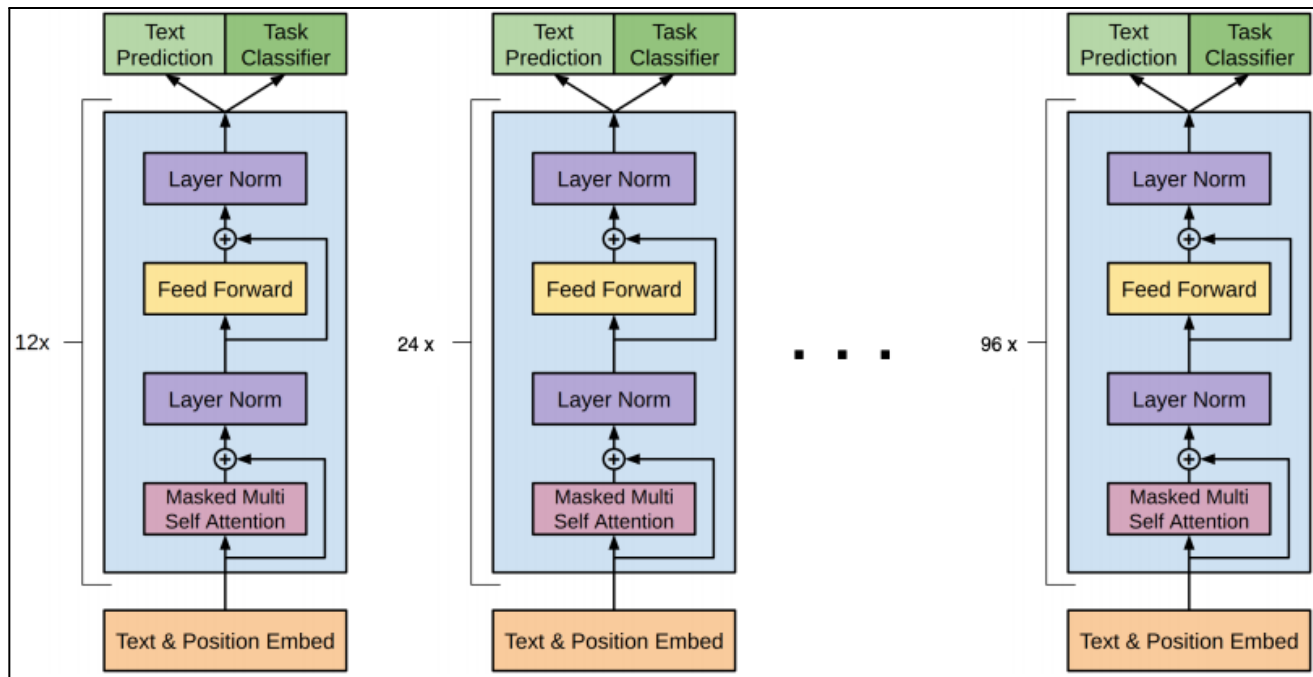 Text
Prediction
Task
Classifier
Layer Norm
Feed Forward
12x
Layer Norm
Masked Multi
Self Attention
Text & Position Embed
Text
Prediction
Task
Classifier
Layer Norm
Feed Forward
24 x
Layer Norm
Masked Multi
Self Attention
Text & Position Embed
. . .
Text
Prediction
Task
Classifier
Layer Norm
Feed Forward
96 x
Layer Norm
Masked Multi
Self Attention
Text & Position Embed